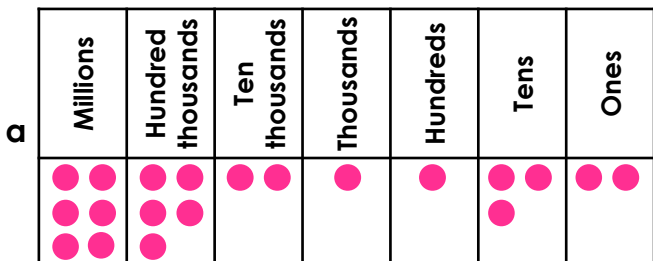 a
Millions
Hundred
thousands
Ten
thousands
Thousands
Hundreds
Tens
Ones